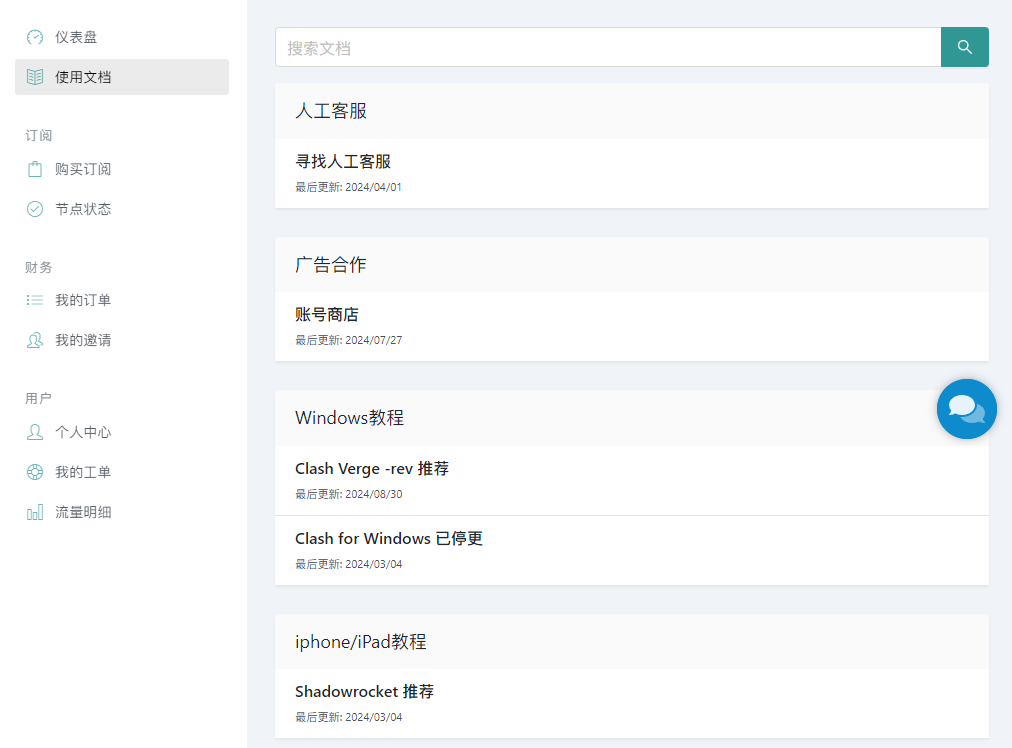 仪表盘
使用文档
订阅
购买订阅
节点状态
财务
我的订单
我的邀请
用户
个人中心
我的工单
流量明细
搜索文档
人工客服
寻找人工客服
最后更新: 2024/04/01
广告合作
账号商店
最后更新: 2024/07/27
Windows教程
Clash Verge -rev 推荐
最后更新: 2024/08/30
Clash for Windows 已停更
最后更新: 2024/03/04
iphone/iPad教程
Shadowrocket 推荐
最后更新: 2024/03/04